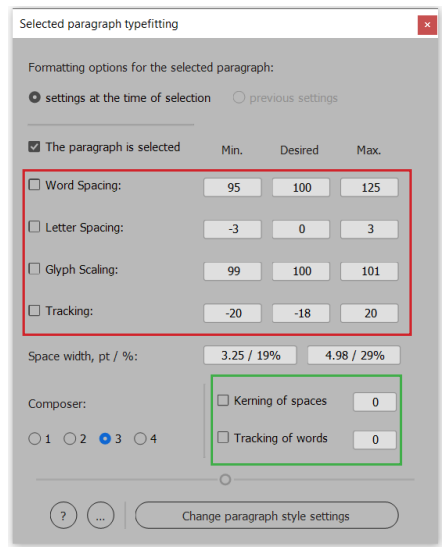 Selected paragraph typefitting
×
Formatting options for the selected paragraph:
settings at the time of selection previous settings
The paragraph is selected Min. Desired Max.
Word Spacing: 95 100 125
Letter Spacing: -3 0 3
Glyph Scaling: 99 100 101
Tracking: -20 -18 20
Space width, pt / %: 3.25 / 19% 4.98 / 29%
Composer: Kerning of spaces 0
1 2 3 4 Tracking of words 0
? ... Change paragraph style settings